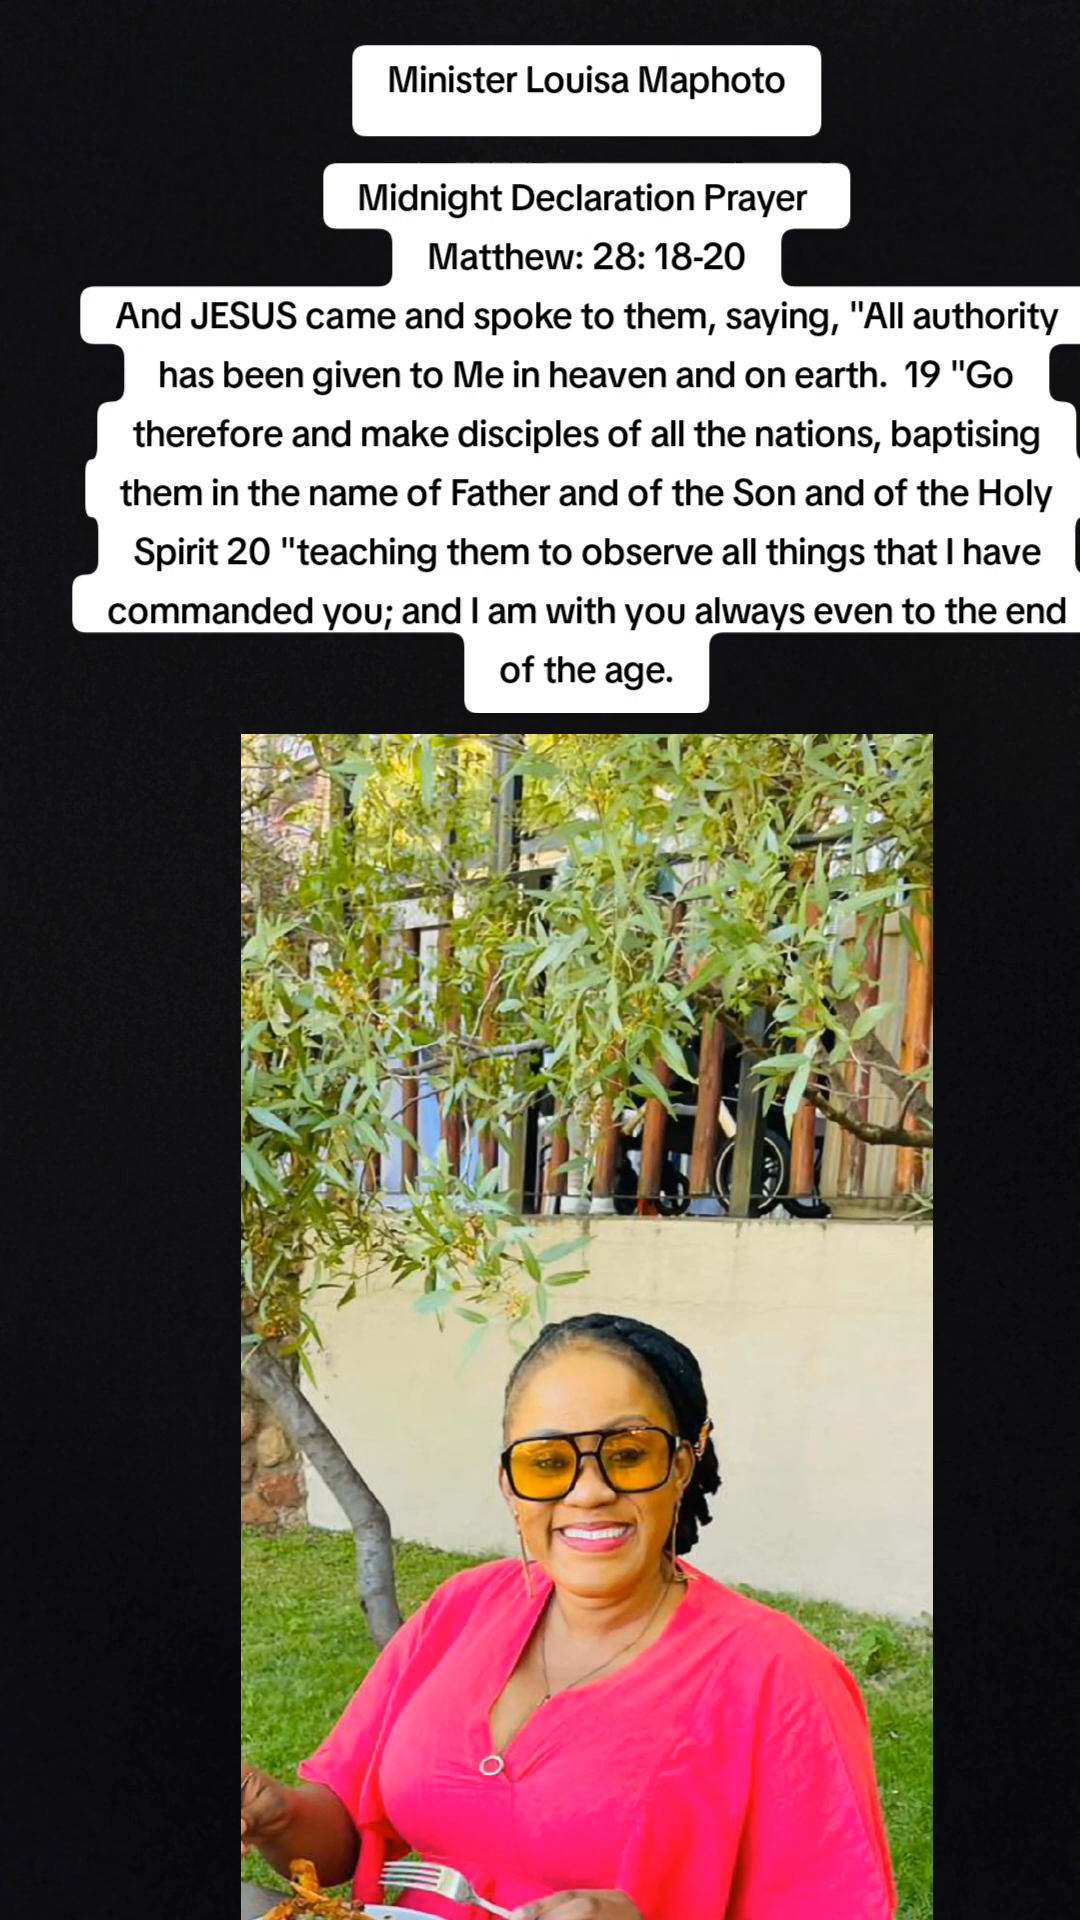 Minister Louisa Maphoto
Midnight Declaration Prayer
Matthew: 28: 18-20
And JESUS came and spoke to them, saying, "All authority
has been given to Me in heaven and on earth.  19 "Go
therefore and make disciples of all the nations, baptising
them in the name of Father and of the Son and of the Holy
Spirit 20 "teaching them to observe all things that I have
commanded you; and I am with you always even to the end
of the age.